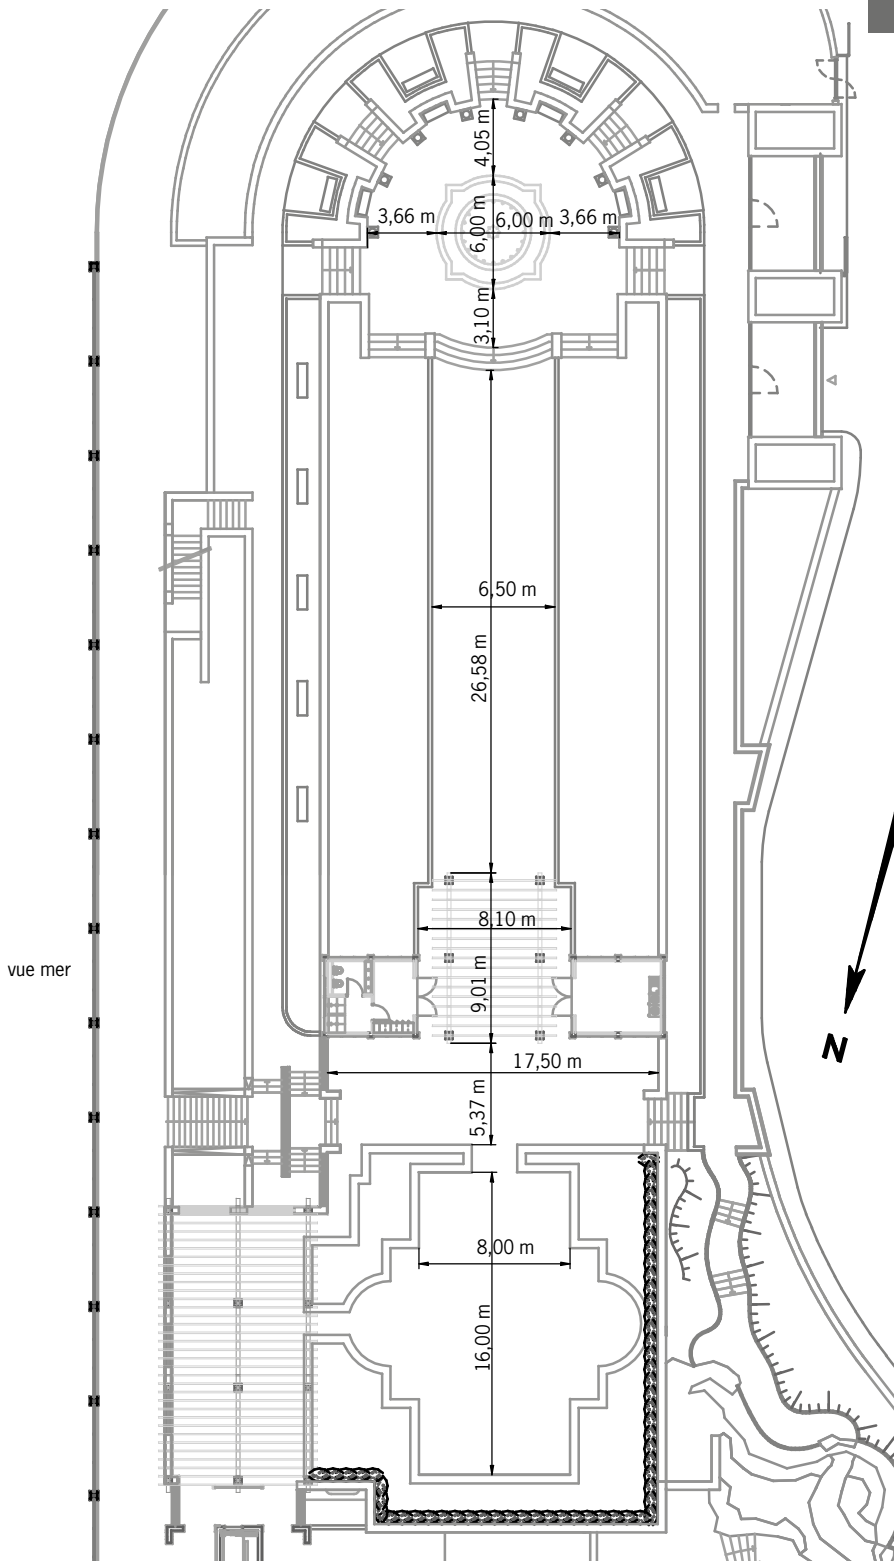 4,05 m
3,66 m
6,00 m
6,00 m
3,66 m
3,10 m
6,50 m
26,58 m
8,10 m
vue mer
9,01 m
N
17,50 m
5,37 m
8,00 m
16,00 m